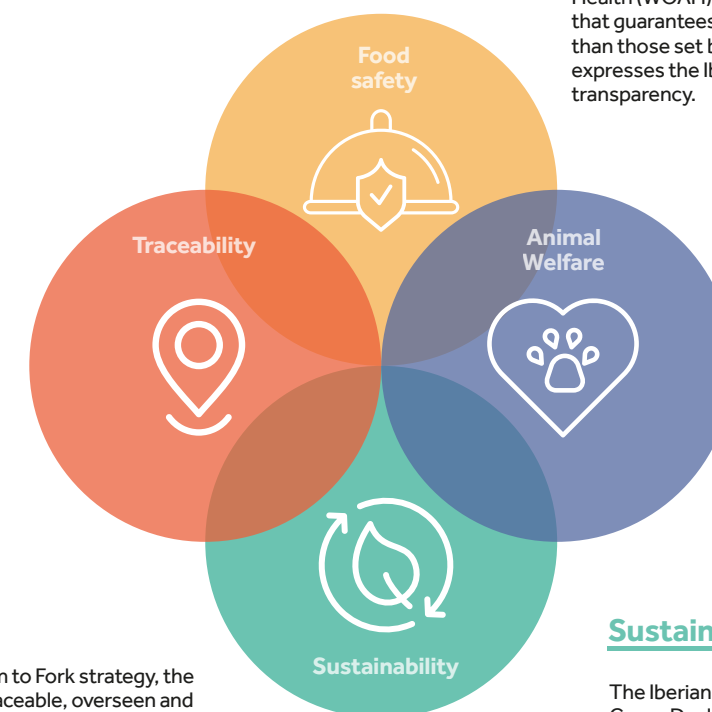 Health (WOAH)
that guarantees
than those set b
expresses the Ib
transparency.
Food
safety
Traceability
Animal
Welfare
Sustainability
Sustain
n to Fork strategy, the
aceable, overseen and
The Iberian